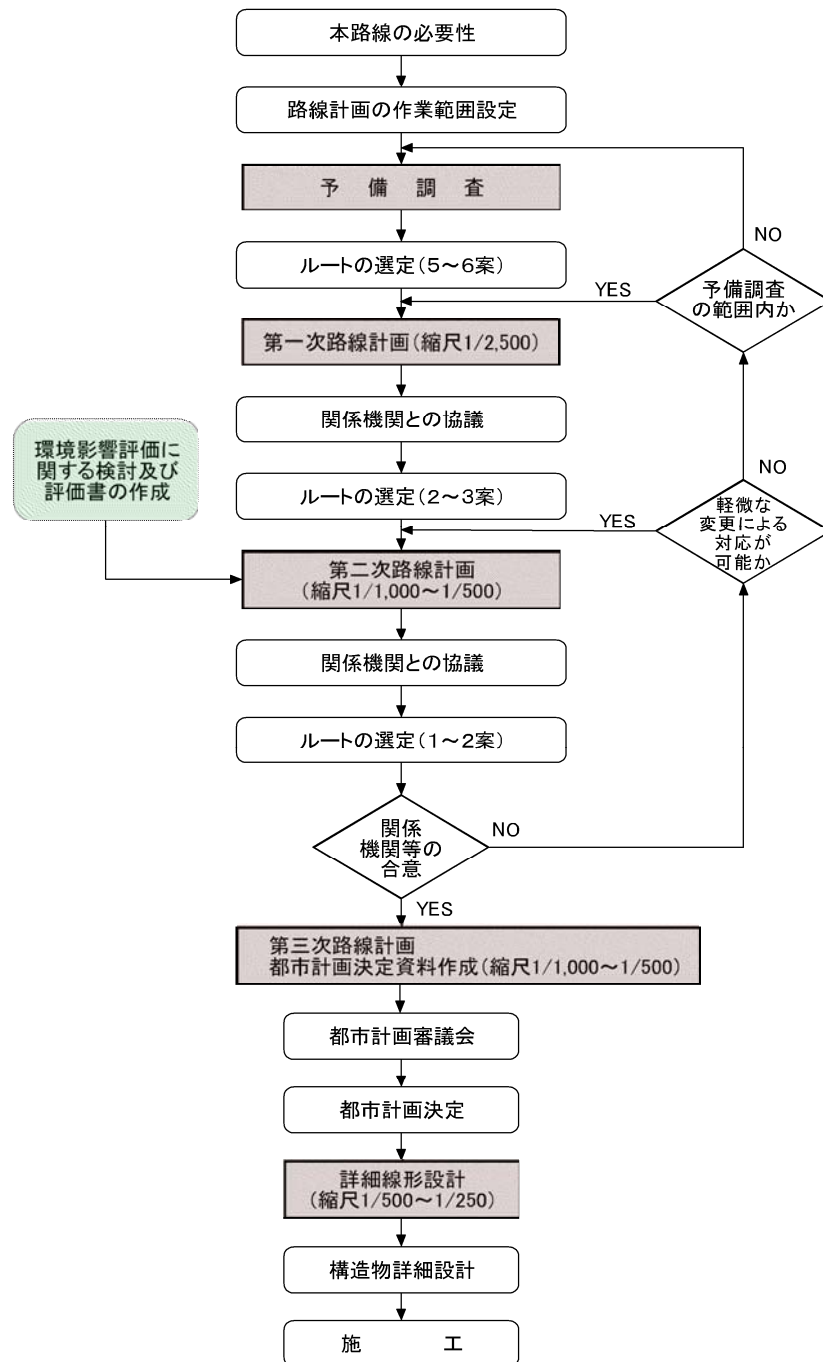 本路線の必要性
路線計画の作業範囲設定
予 備 調 査
ルートの選定(5～6案)
第一次路線計画(縮尺1/2,500)
関係機関との協議
ルートの選定(2～3案)
環境影響評価に
関する検討及び
評価書の作成
第二次路線計画
(縮尺1/1,000～1/500)
関係機関との協議
ルートの選定(1～2案)
関係
機関等の
合意
NO
YES
軽微な
変更による
対応が
可能か
YES
NO
予備調査
の範囲内か
YES
NO
第三次路線計画
都市計画決定資料作成(縮尺1/1,000～1/500)
都市計画審議会
都市計画決定
詳細線形設計
(縮尺1/500～1/250)
構造物詳細設計
施 工